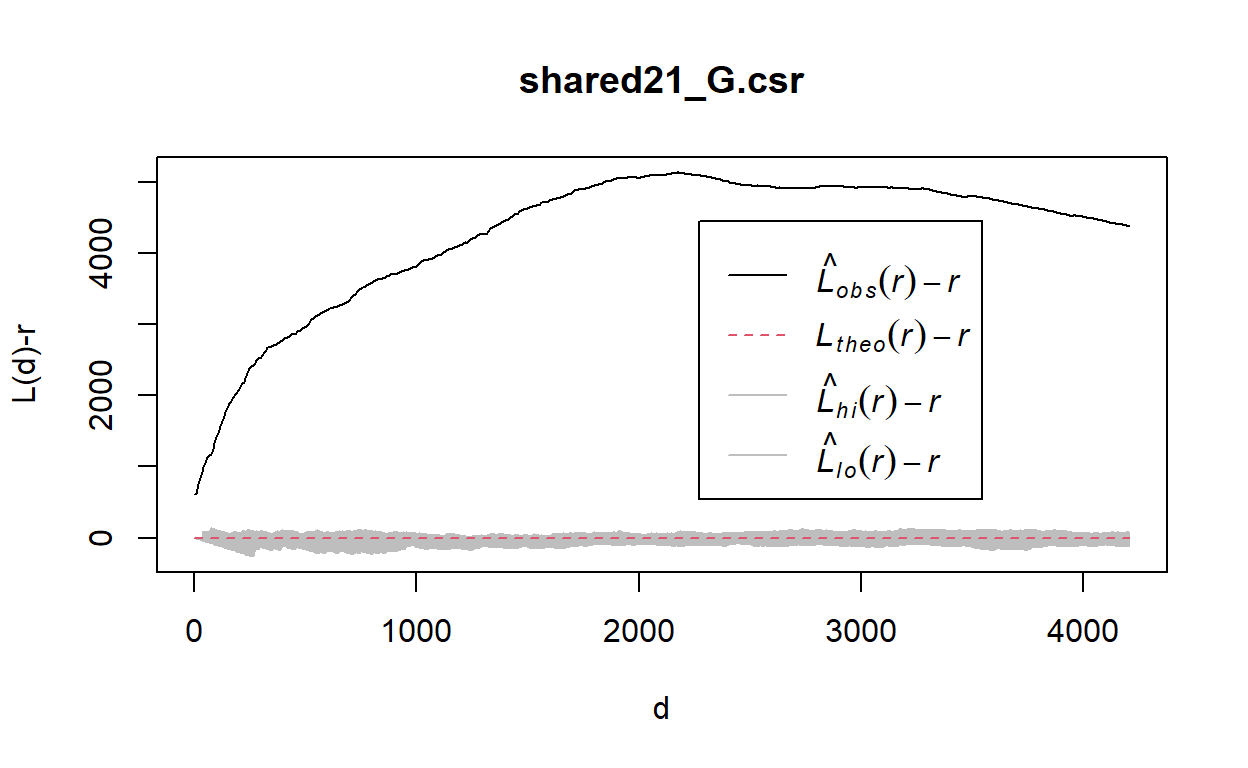 shared21_G.csr
L(d)-r
4000
2000
0
L̂obs(r) − r
Ltheo(r) − r
L̂hi(r) − r
L̂lo(r) − r
0 1000 2000 3000 4000
d